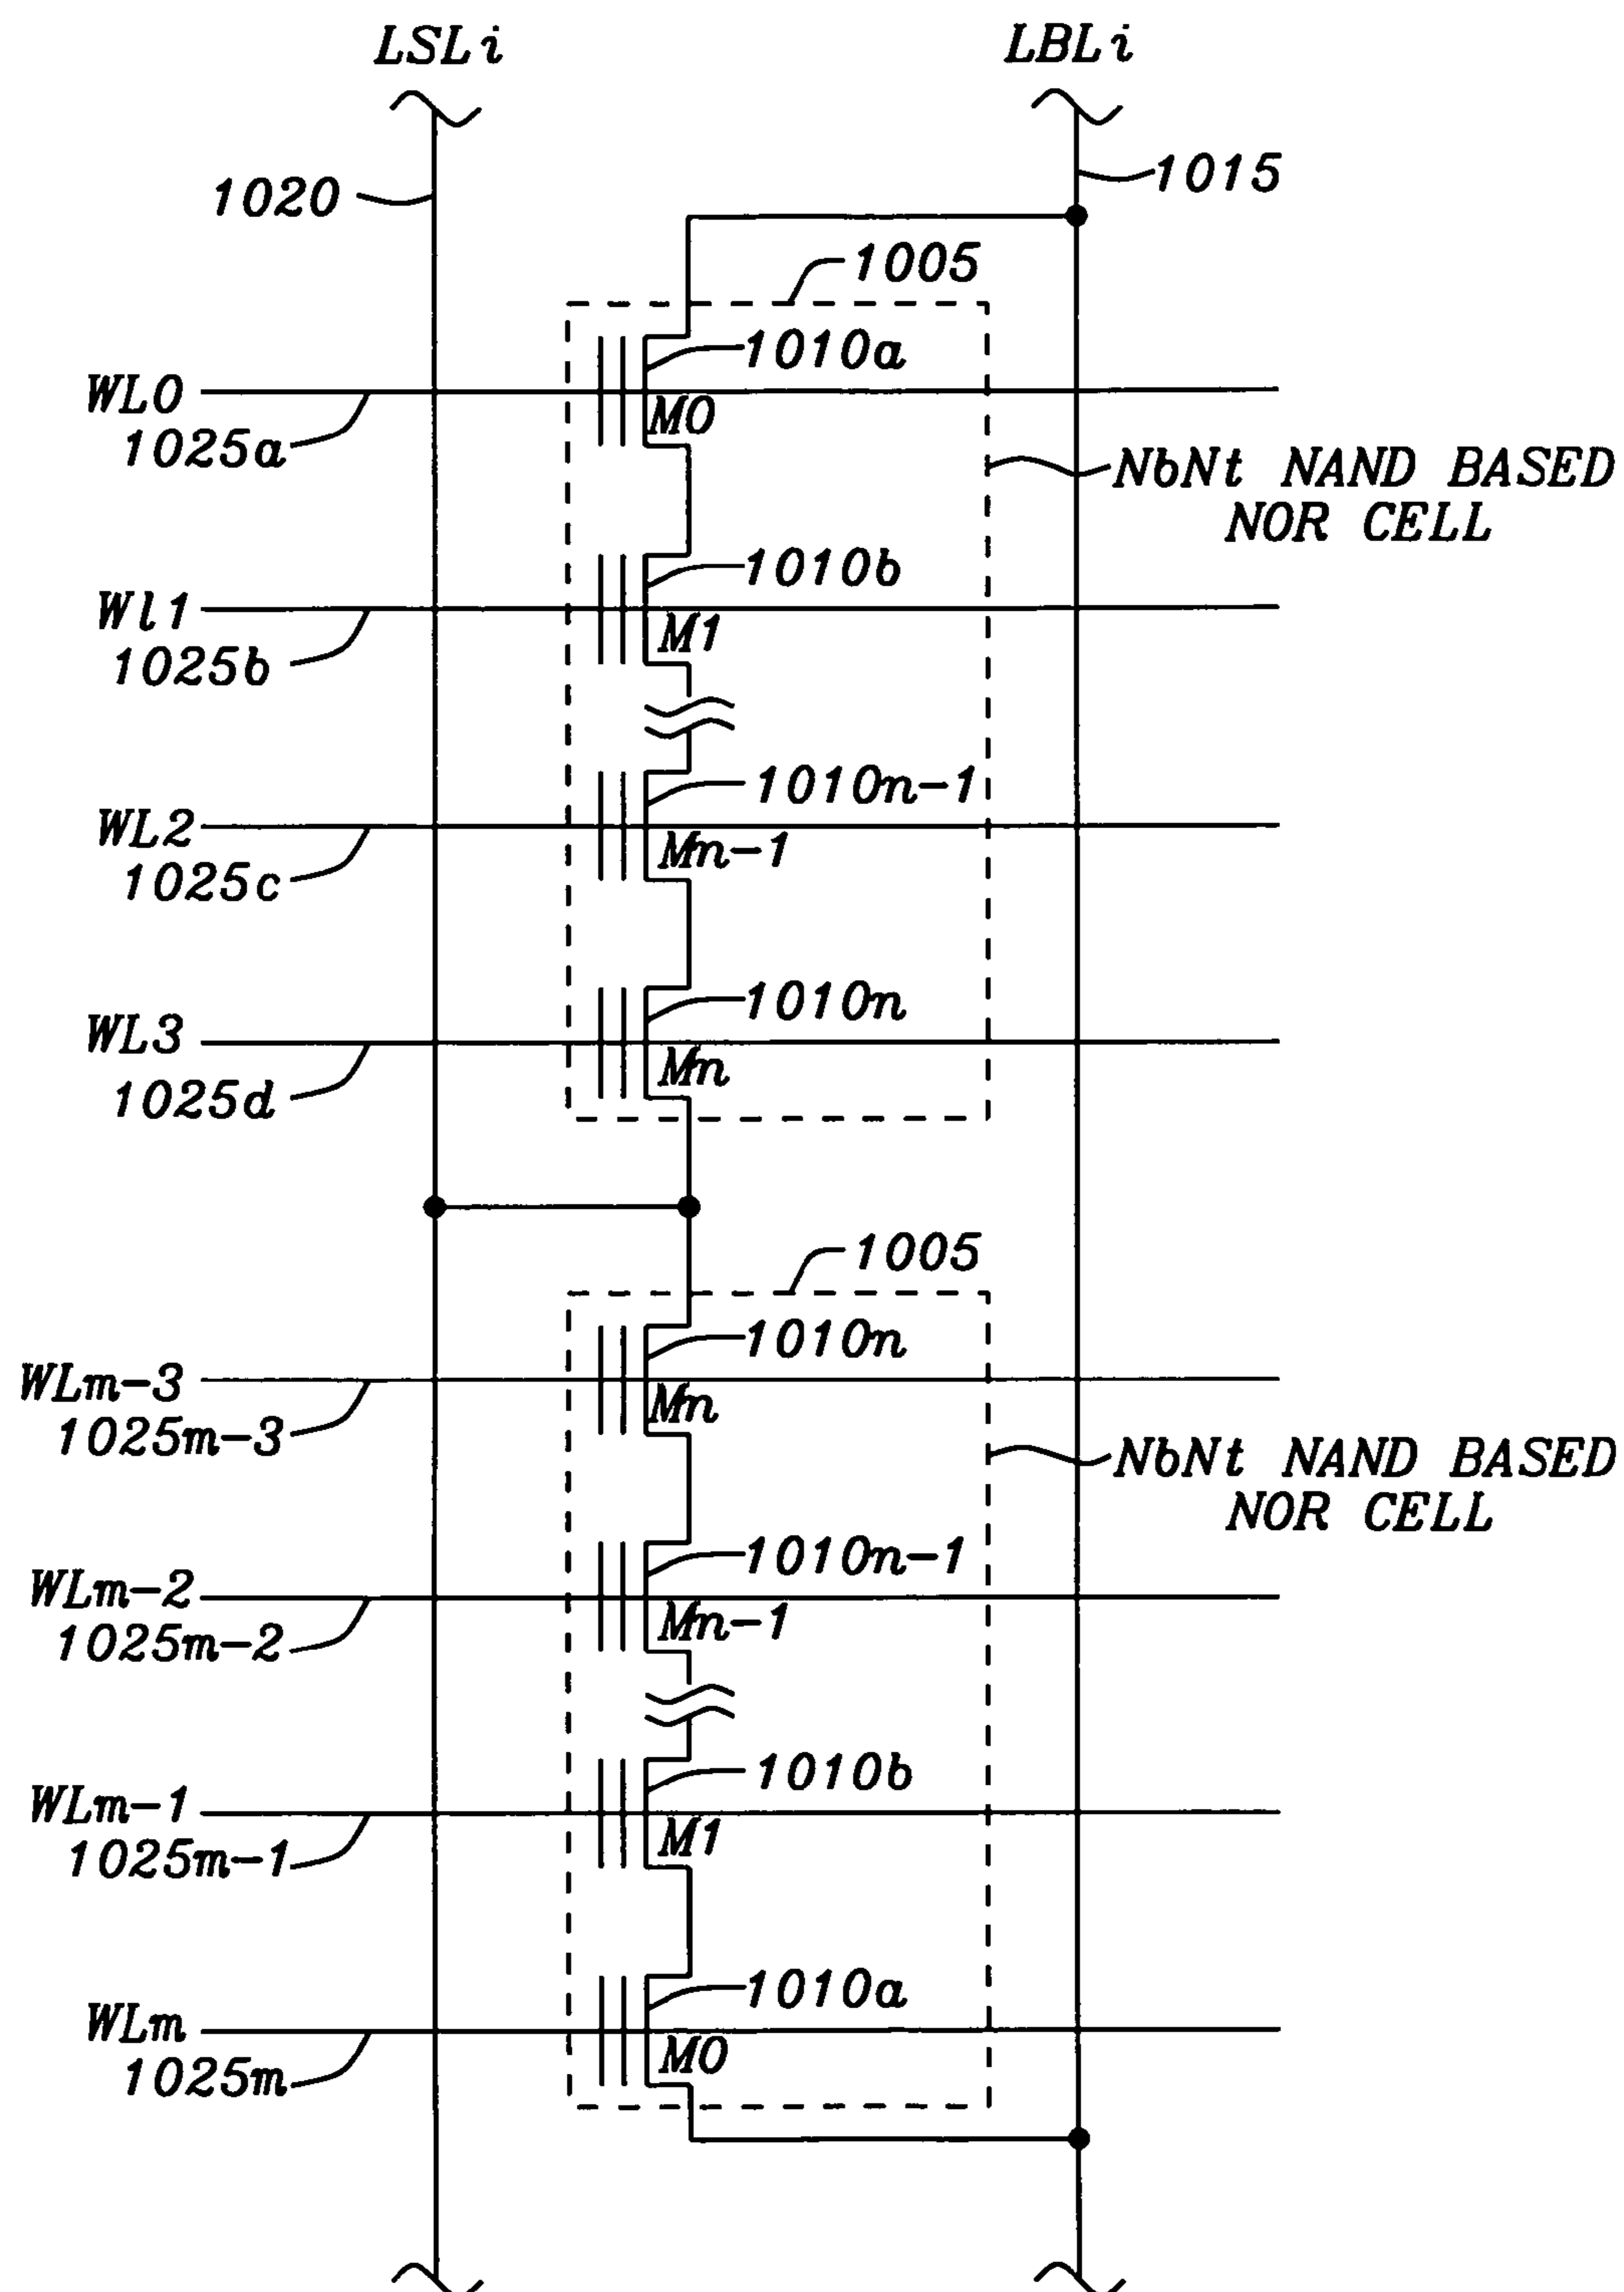 LSLi LBLi
1020 1015
1005
1010a
WL0
M0
1025a
NbNt NAND BASED
NOR CELL
1010b
Wl1
M1
1025b
1010n-1
WL2
Mn-1
1025c
1010n
WL3
Mn
1025d
1005
1010n
WLm-3
Mn
1025m-3
NbNt NAND BASED
NOR CELL
1010n-1
WLm-2
Mn-1
1025m-2
1010b
WLm-1
M1
1025m-1
1010a
WLm
M0
1025m